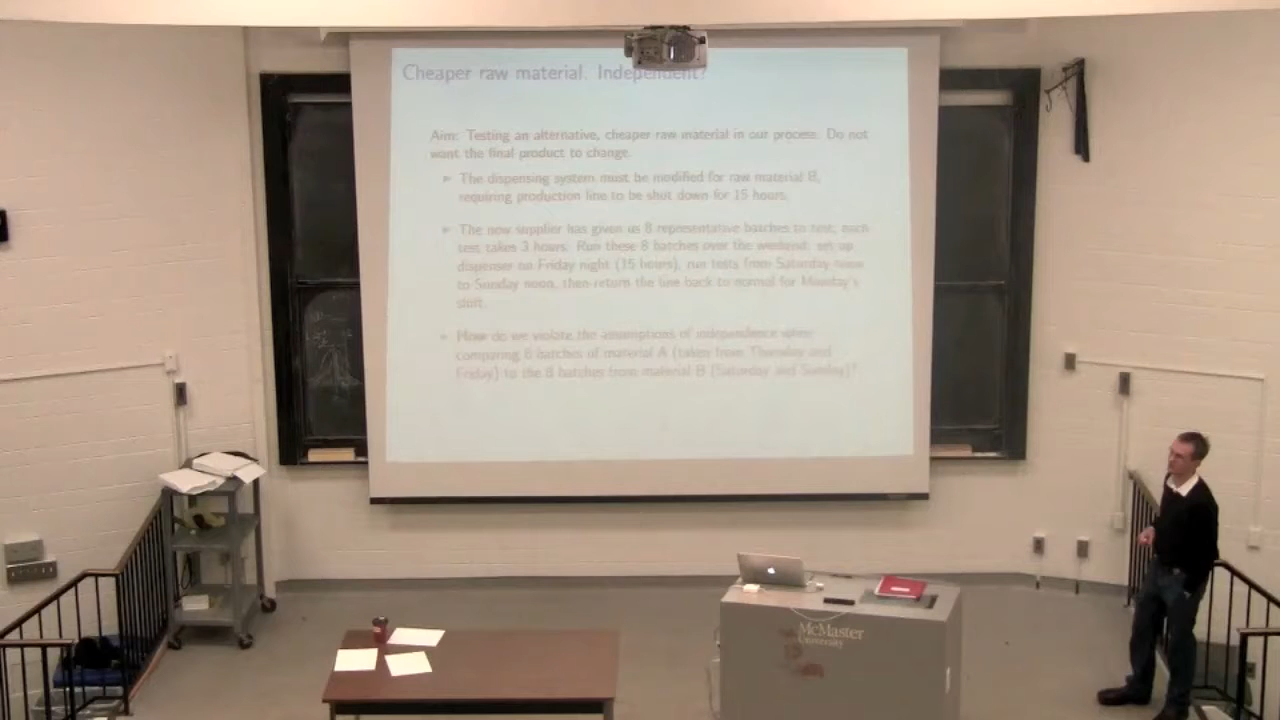 Cheaper raw material. Independent?
Aim: Testing an alternative, cheaper raw material in our process. Do not
want the final product to change.
The dispensing system must be modified for raw material B,
requiring production line to be shut down for 15 hours.
The new supplier has given us 8 representative batches to test, each
test takes 3 hours. Run these 8 batches over the weekend: set up
dispenser on Friday night (15 hours), run tests from Saturday noon
to Sunday noon, then return the line back to normal for Monday's
shift.
How do we violate the assumptions of independence when
comparing 8 batches of material A (taken from Thursday and
Friday) to the 8 batches from material B (Saturday and Sunday)?
McMaster
University